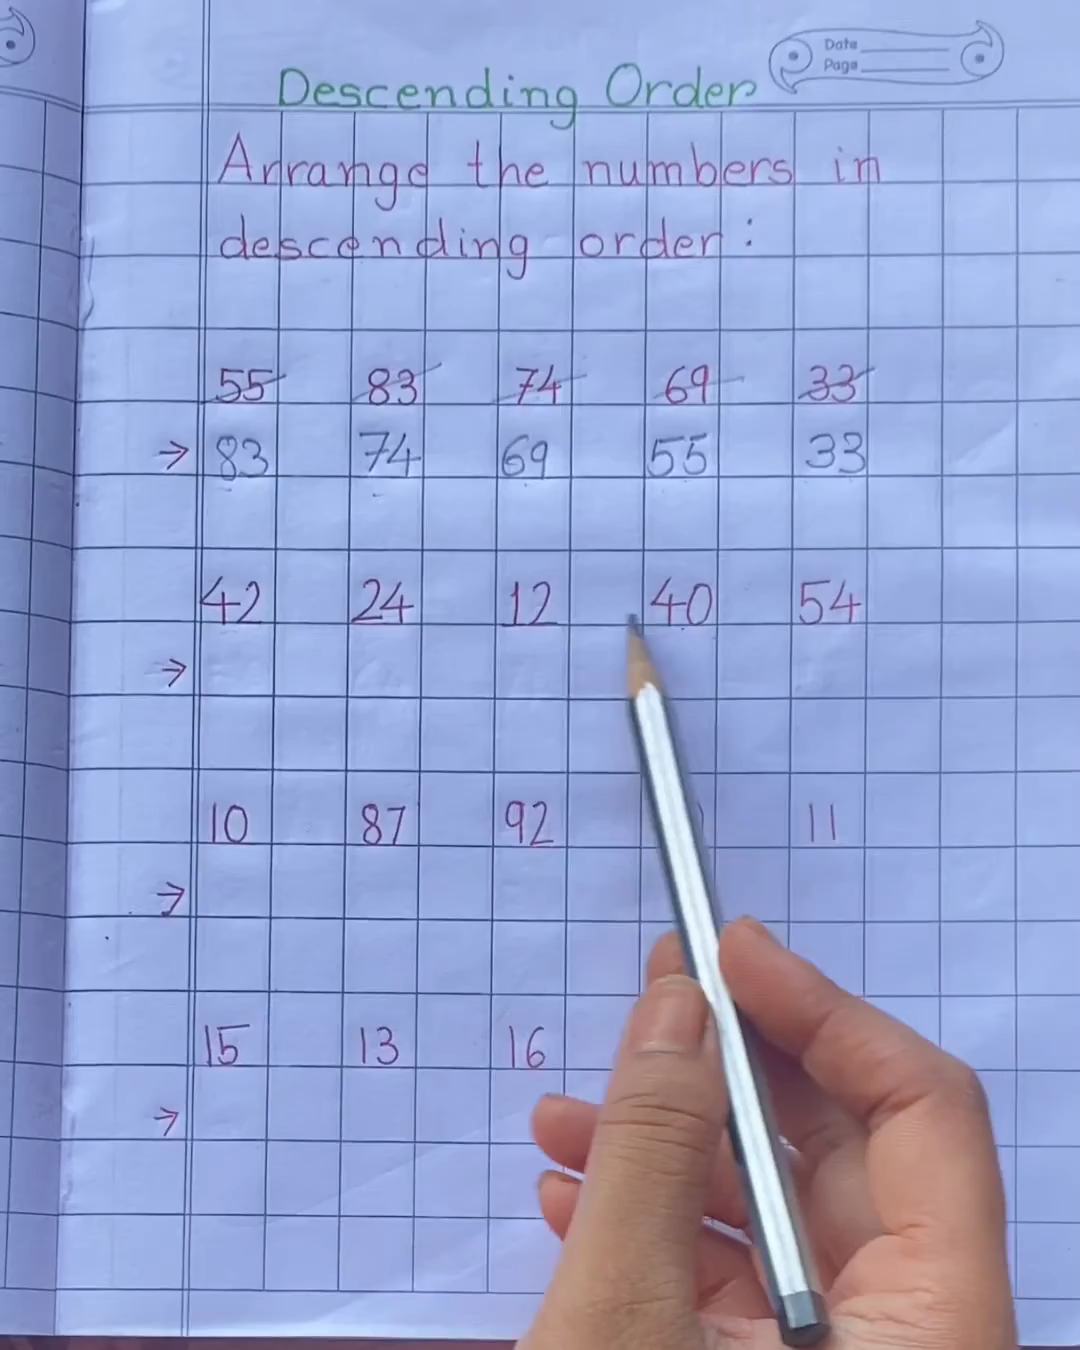 Date
Page
Descending Order
Arrange the numbers in
descending order:
55 83 74 69 33
→ 83 74 69 55 33
42 24 12 40 54
→
10 87 92 11
→
15 13 16
→